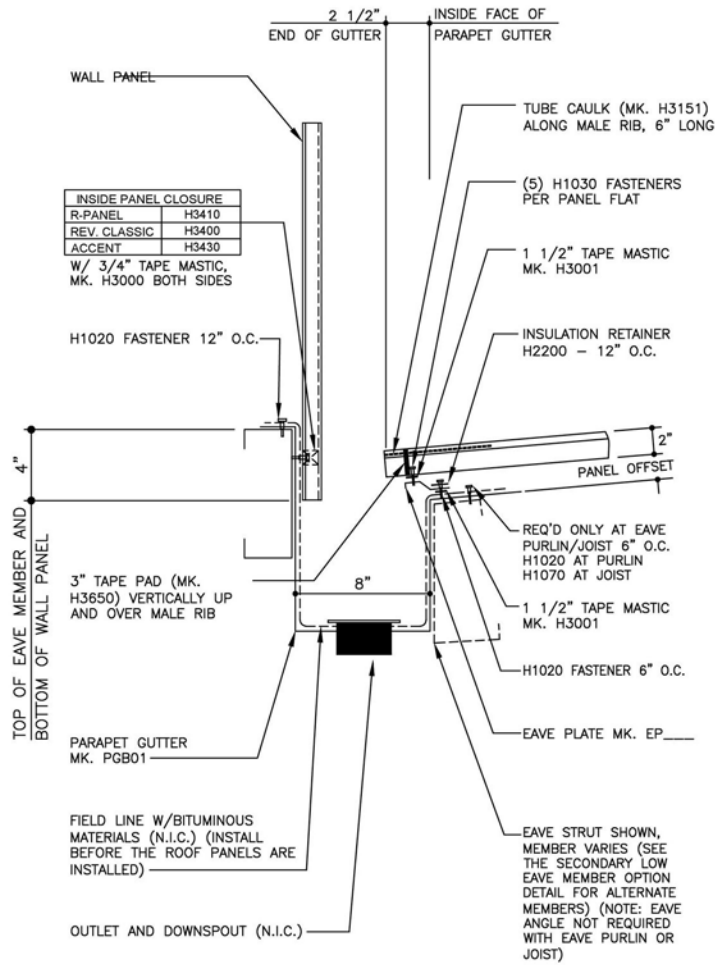 2 1/2"
END OF GUTTER
INSIDE FACE OF
PARAPET GUTTER
WALL PANEL
TUBE CAULK (MK. H3151)
ALONG MALE RIB, 6" LONG
(5) H1030 FASTENERS
PER PANEL FLAT
INSIDE PANEL CLOSURE
R-PANEL H3410
REV. CLASSIC H3400
ACCENT H3430
W/ 3/4" TAPE MASTIC,
MK. H3000 BOTH SIDES
1 1/2" TAPE MASTIC
MK. H3001
H1020 FASTENER 12" O.C.
INSULATION RETAINER
H2200 – 12" O.C.
4"
TOP OF EAVE MEMBER AND
BOTTOM OF WALL PANEL
2"
PANEL OFFSET
REQ'D ONLY AT EAVE
PURLIN/JOIST 6" O.C.
H1020 AT PURLIN
H1070 AT JOIST
3" TAPE PAD (MK.
H3650) VERTICALLY UP
AND OVER MALE RIB
8"
1 1/2" TAPE MASTIC
MK. H3001
H1020 FASTENER 6" O.C.
PARAPET GUTTER
MK. PGB01
EAVE PLATE MK. EP___
FIELD LINE W/BITUMINOUS
MATERIALS (N.I.C.) (INSTALL
BEFORE THE ROOF PANELS ARE
INSTALLED)
OUTLET AND DOWNSPOUT (N.I.C.)
EAVE STRUT SHOWN,
MEMBER VARIES (SEE
THE SECONDARY LOW
EAVE MEMBER OPTION
DETAIL FOR ALTERNATE
MEMBERS) (NOTE: EAVE
ANGLE NOT REQUIRED
WITH EAVE PURLIN OR
JOIST)